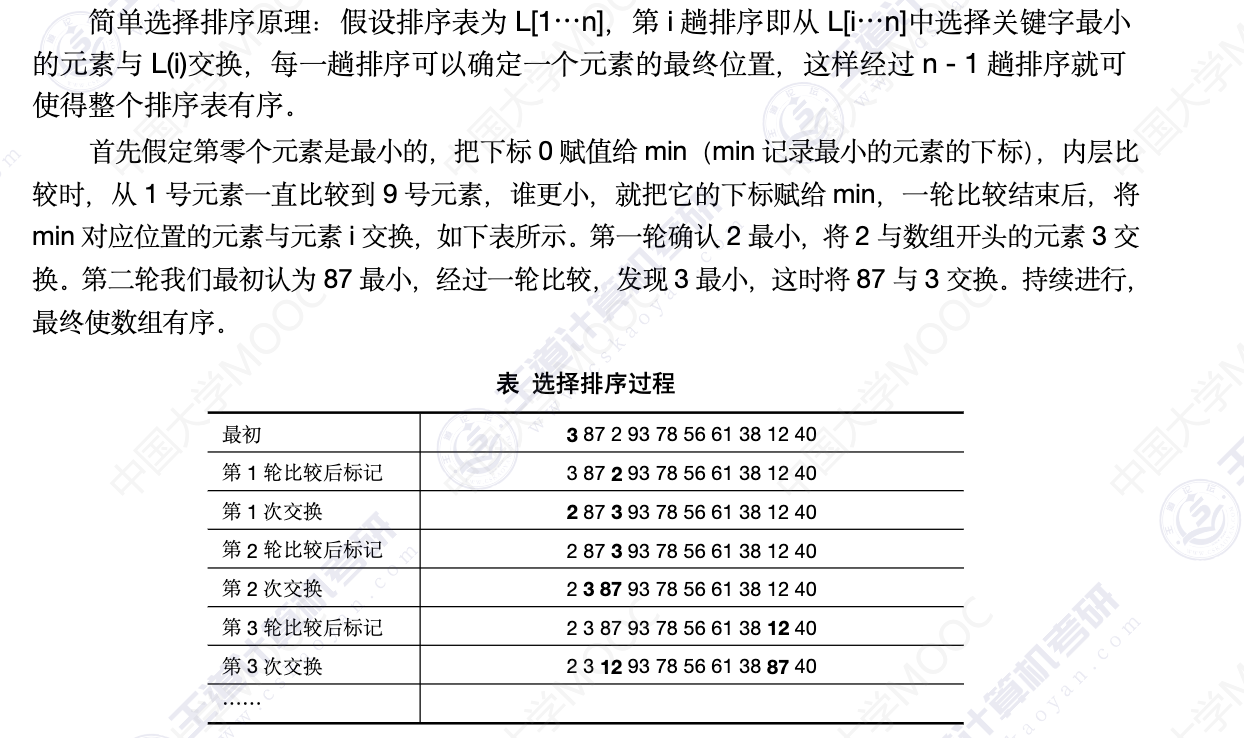 简单选择排序原理：假设排序表为 L[1…n]，第 i 趟排序即从 L[i…n]中选择关键字最小
的元素与 L(i)交换，每一趟排序可以确定一个元素的最终位置，这样经过 n - 1 趟排序就可
使得整个排序表有序。
首先假定第零个元素是最小的，把下标 0 赋值给 min（min 记录最小的元素的下标），内层比
较时，从 1 号元素一直比较到 9 号元素，谁更小，就把它的下标赋给 min，一轮比较结束后，将
min 对应位置的元素与元素 i 交换，如下表所示。第一轮确认 2 最小，将 2 与数组开头的元素 3 交
换。第二轮我们最初认为 87 最小，经过一轮比较，发现 3 最小，这时将 87 与 3 交换。持续进行，
最终使数组有序。
表 选择排序过程
最初 3 87 2 93 78 56 61 38 12 40
第 1 轮比较后标记 3 87 2 93 78 56 61 38 12 40
第 1 次交换 2 87 3 93 78 56 61 38 12 40
第 2 轮比较后标记 2 87 3 93 78 56 61 38 12 40
第 2 次交换 2 3 87 93 78 56 61 38 12 40
第 3 轮比较后标记 2 3 87 93 78 56 61 38 12 40
第 3 次交换 2 3 12 93 78 56 61 38 87 40
……
中国大学MOOC
王道计算机考研
www.cskaoyan.com